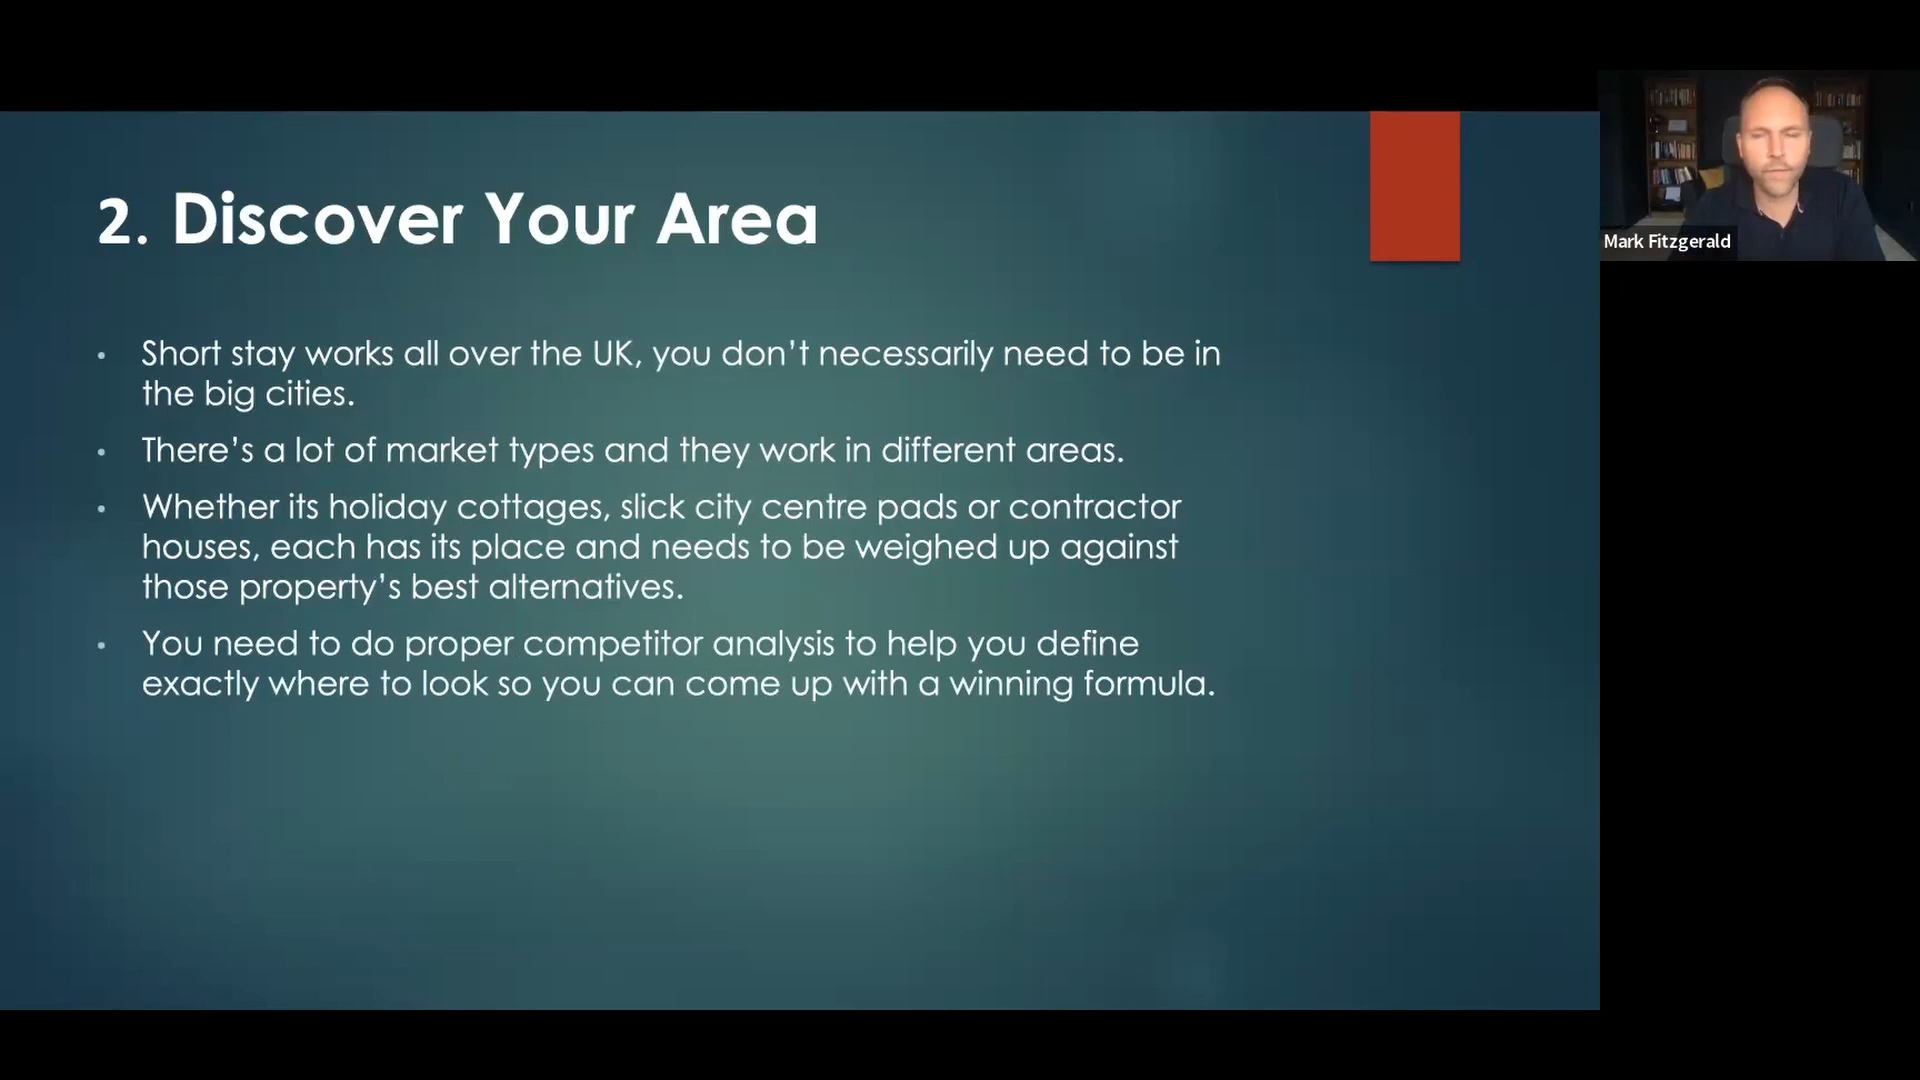 2. Discover Your Area
• Short stay works all over the UK, you don’t necessarily need to be in
the big cities.
• There’s a lot of market types and they work in different areas.
• Whether its holiday cottages, slick city centre pads or contractor
houses, each has its place and needs to be weighed up against
those property’s best alternatives.
• You need to do proper competitor analysis to help you define
exactly where to look so you can come up with a winning formula.
Mark Fitzgerald